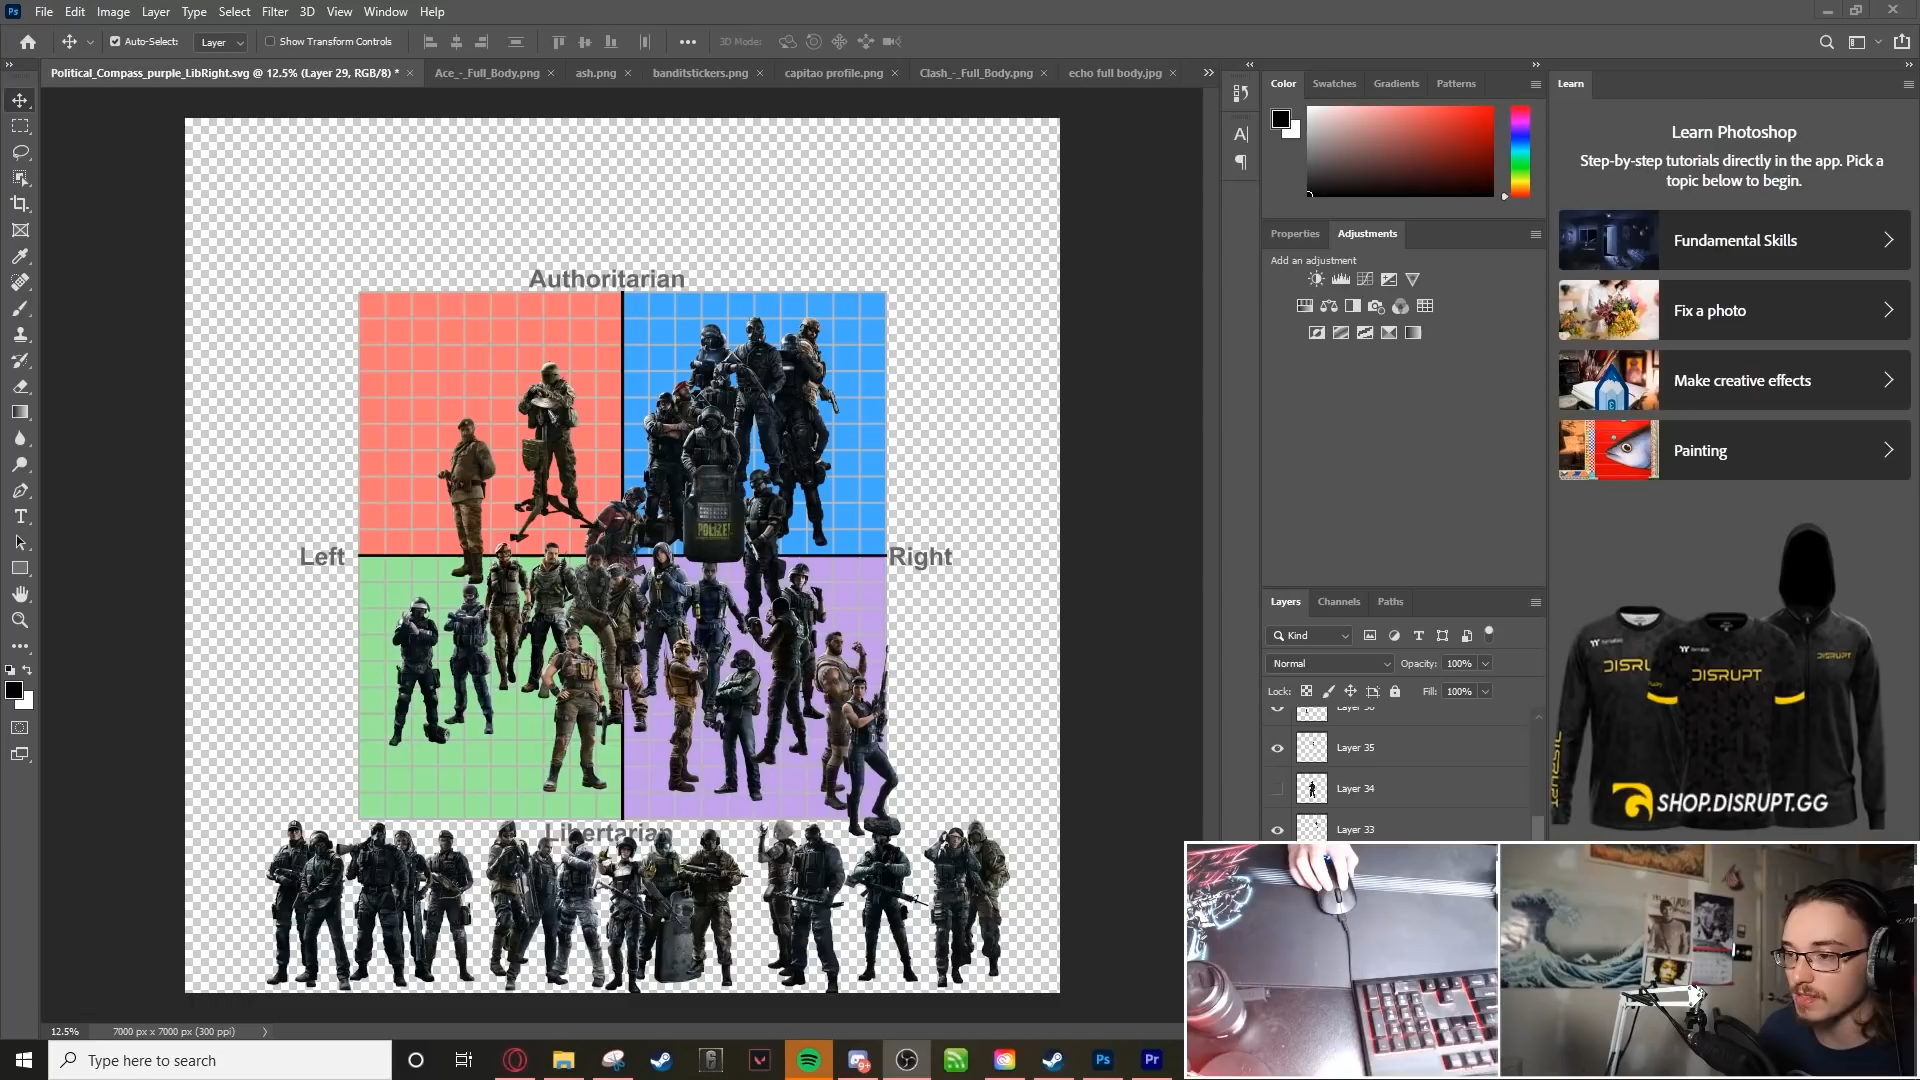 Ps File Edit Image Layer Type Select Filter 3D View Window Help
Auto-Select: Layer Show Transform Controls 3D Mode:
Political_Compass_purple_LibRight.svg @ 12.5% (Layer 29, RGB/8) * Ace_-_Full_Body.png ash.png banditstickers.png capitao profile.png Clash_-_Full_Body.png echo full body.jpg
Color Swatches Gradients Patterns
Learn
Learn Photoshop
Step-by-step tutorials directly in the app. Pick a
topic below to begin.
Fundamental Skills
Fix a photo
Make creative effects
Painting
Properties Adjustments
Add an adjustment
Authoritarian
Left
Right
Libertarian
POLIZEI
Layers Channels Paths
Kind
Normal Opacity: 100%
Lock: Fill: 100%
Layer 35
Layer 34
Layer 33
DISRUPT
DISRUPT
SHOP.DISRUPT.GG
12.5% 7000 px x 7000 px (300 ppi)
Type here to search
Ps
Pr